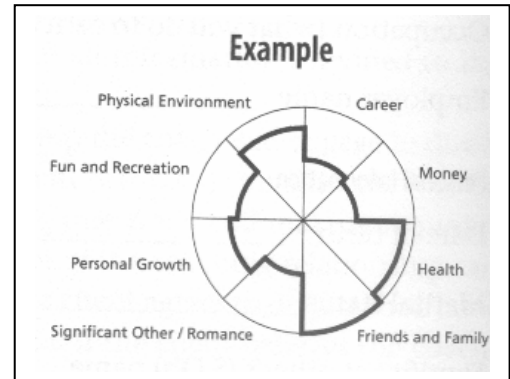 Example
Physical Environment
Career
Fun and Recreation
Money
Personal Growth
Health
Significant Other / Romance
Friends and Family